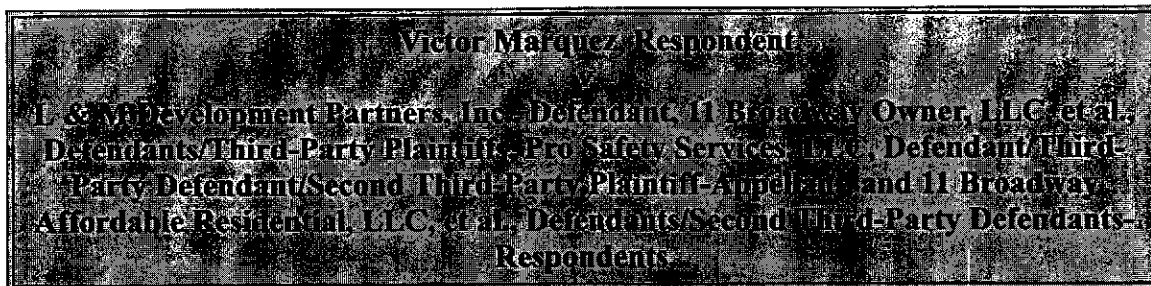 Victor Marquez, Respondent
v
L & M Development Partners, Inc., Defendant, 11 Broadway Owner, LLC, et al.,
Defendants/Third-Party Plaintiffs, Pro Safety Services, LLC, Defendant/Third-
Party Defendant/Second Third-Party Plaintiff-Appellant, and 11 Broadway
Affordable Residential, LLC, et al., Defendants/Second Third-Party Defendants-
Respondents